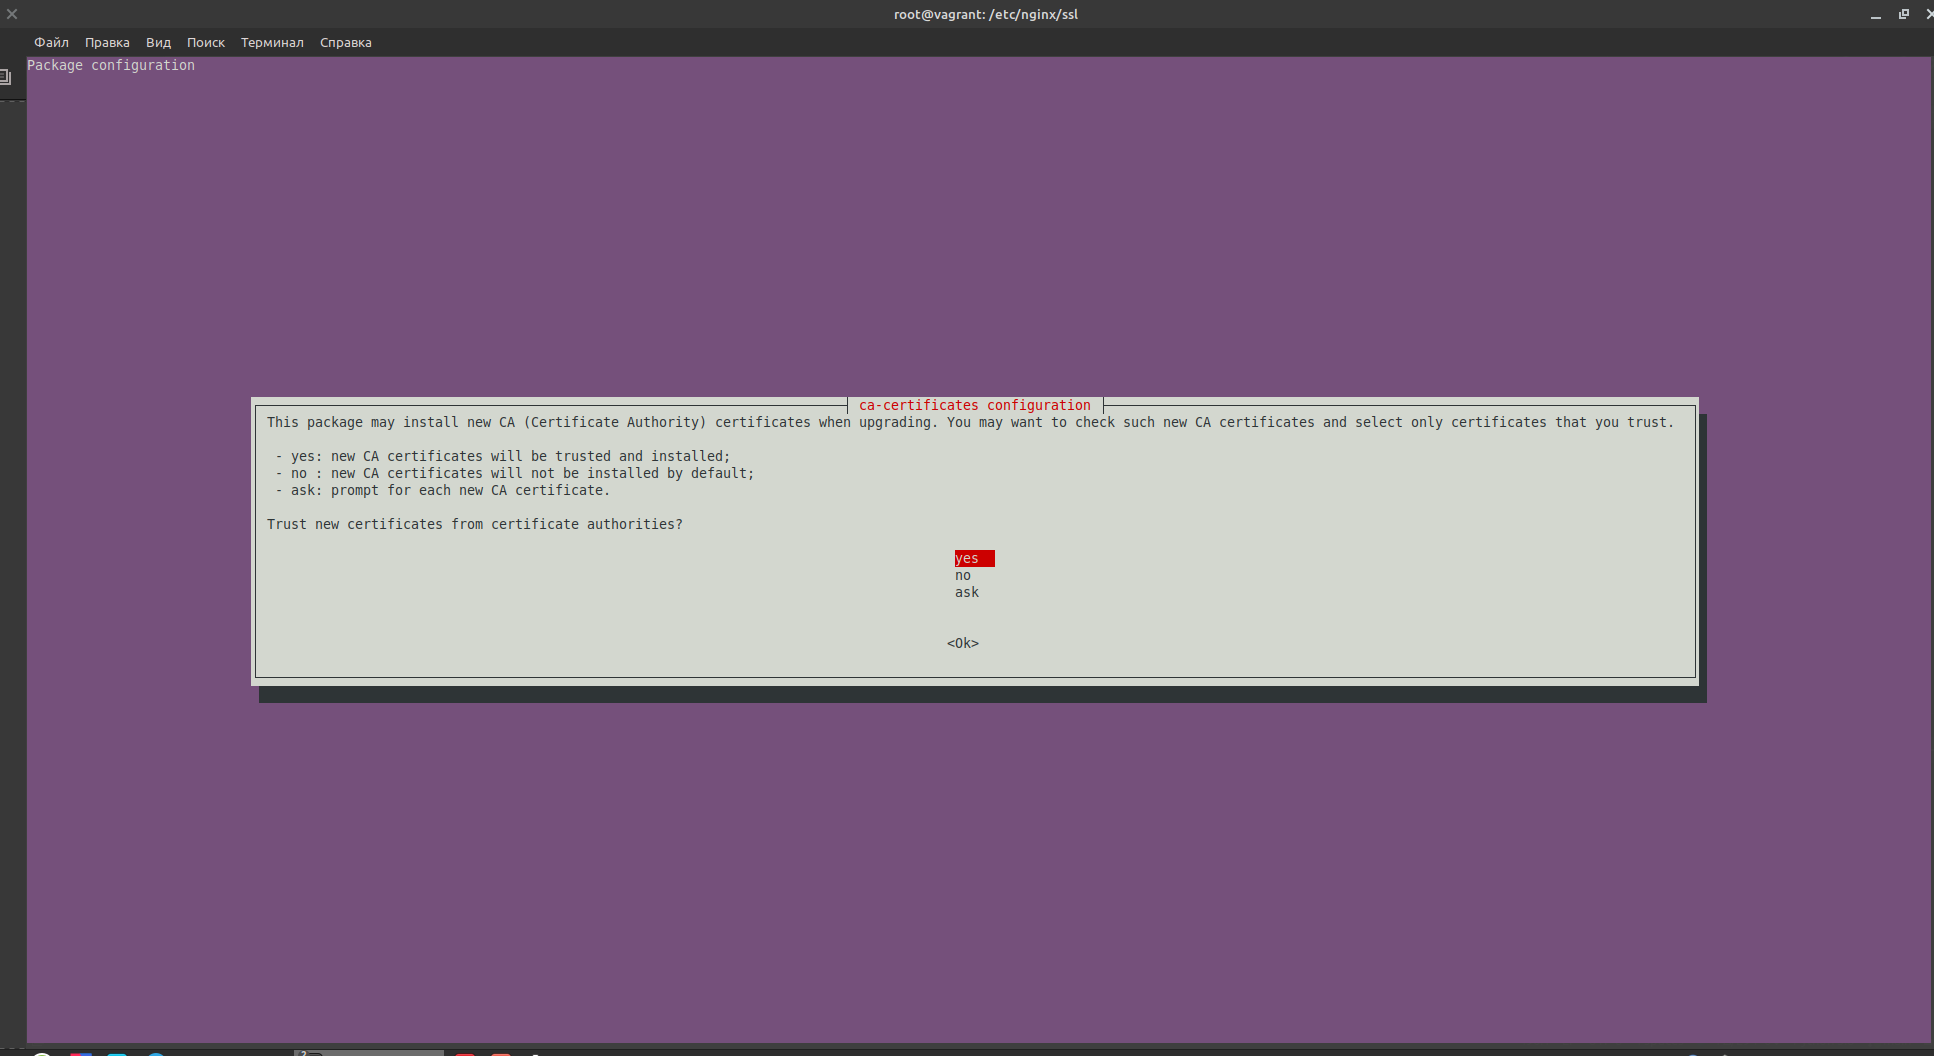 root@vagrant: /etc/nginx/ssl
Файл Правка Вид Поиск Терминал Справка
Package configuration
ca-certificates configuration
This package may install new CA (Certificate Authority) certificates when upgrading. You may want to check such new CA certificates and select only certificates that you trust.
- yes: new CA certificates will be trusted and installed;
- no : new CA certificates will not be installed by default;
- ask: prompt for each new CA certificate.
Trust new certificates from certificate authorities?
yes
no
ask
<Ok>